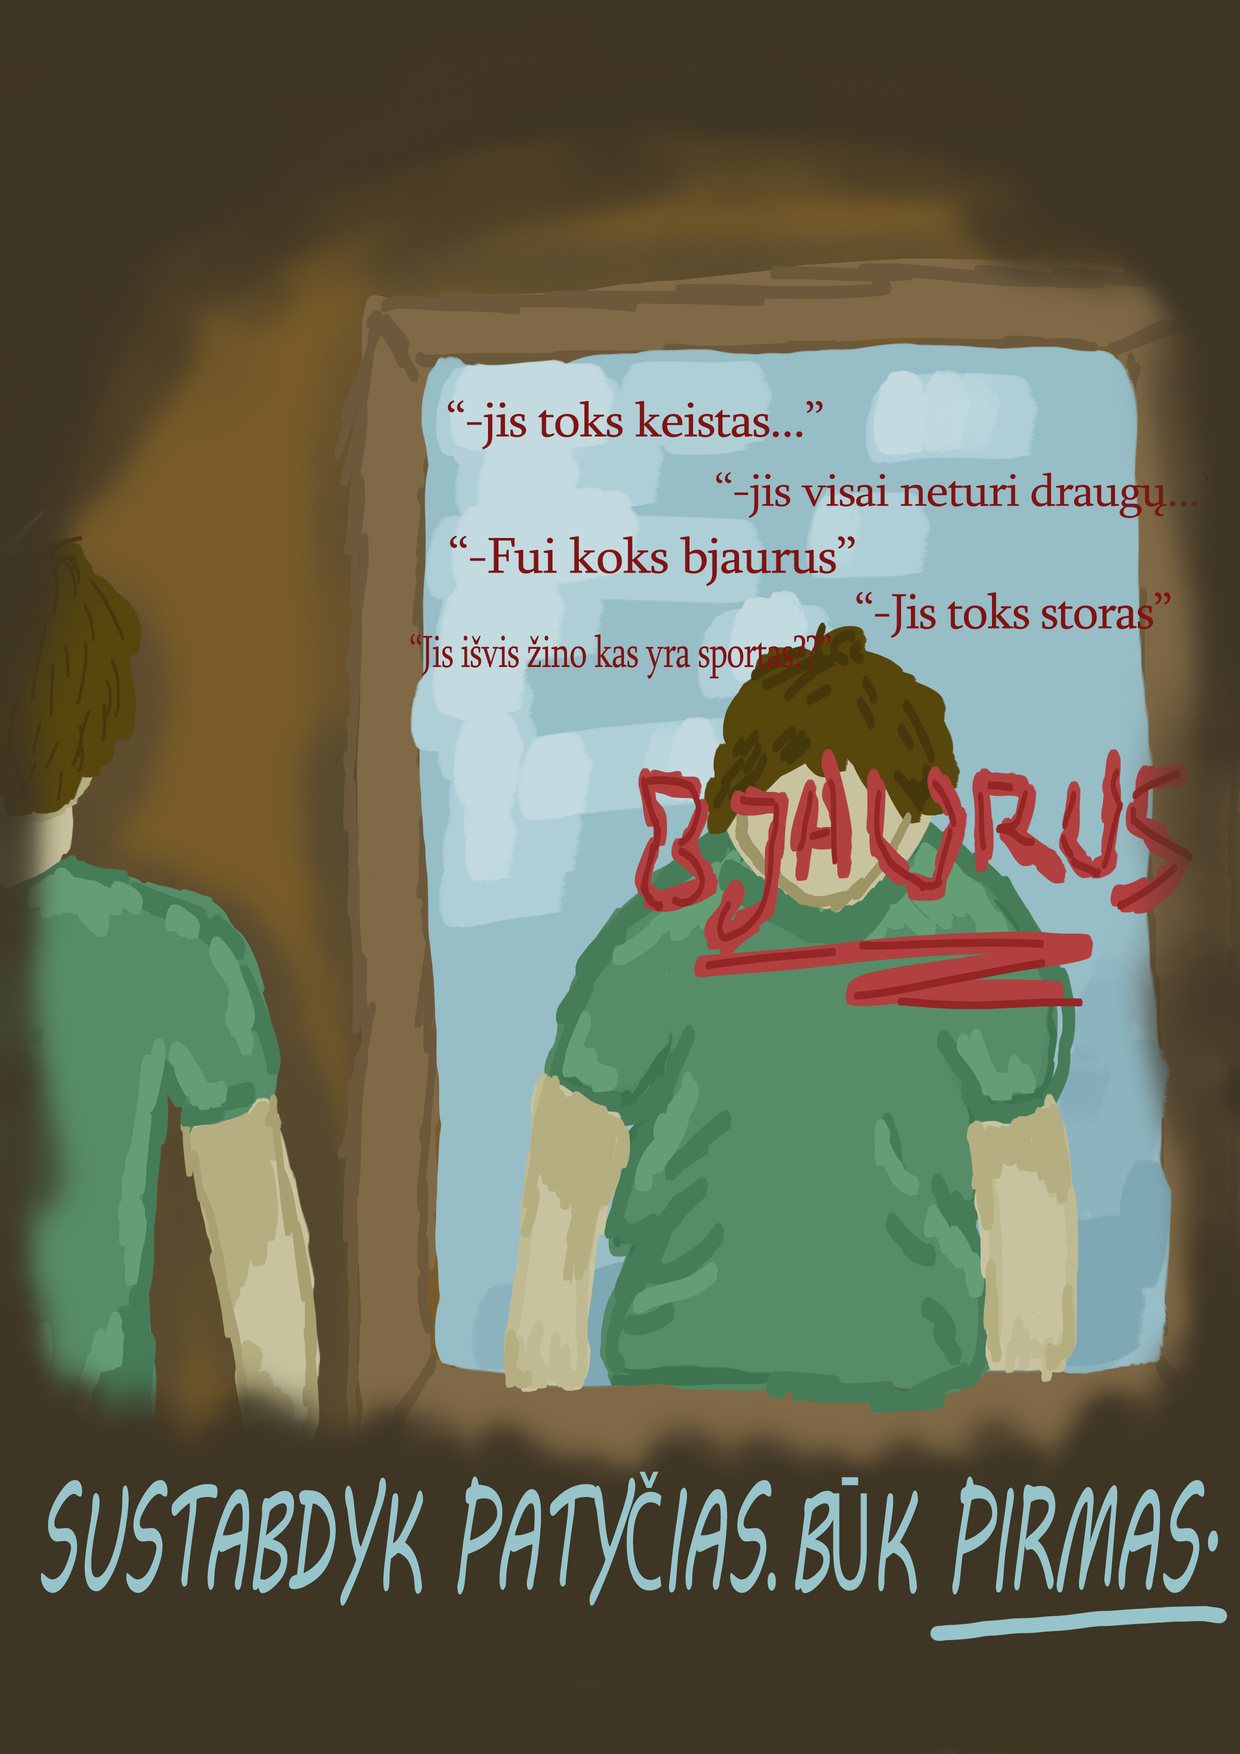 “-jis toks keistas...”
“-jis visai neturi draugų...”
“-Fui koks bjaurus”
“-Jis toks storas”
“Jis išvis žino kas yra sportas??”
BJAURUS
SUSTABDYK PATYČIAS. BŪK PIRMAS.